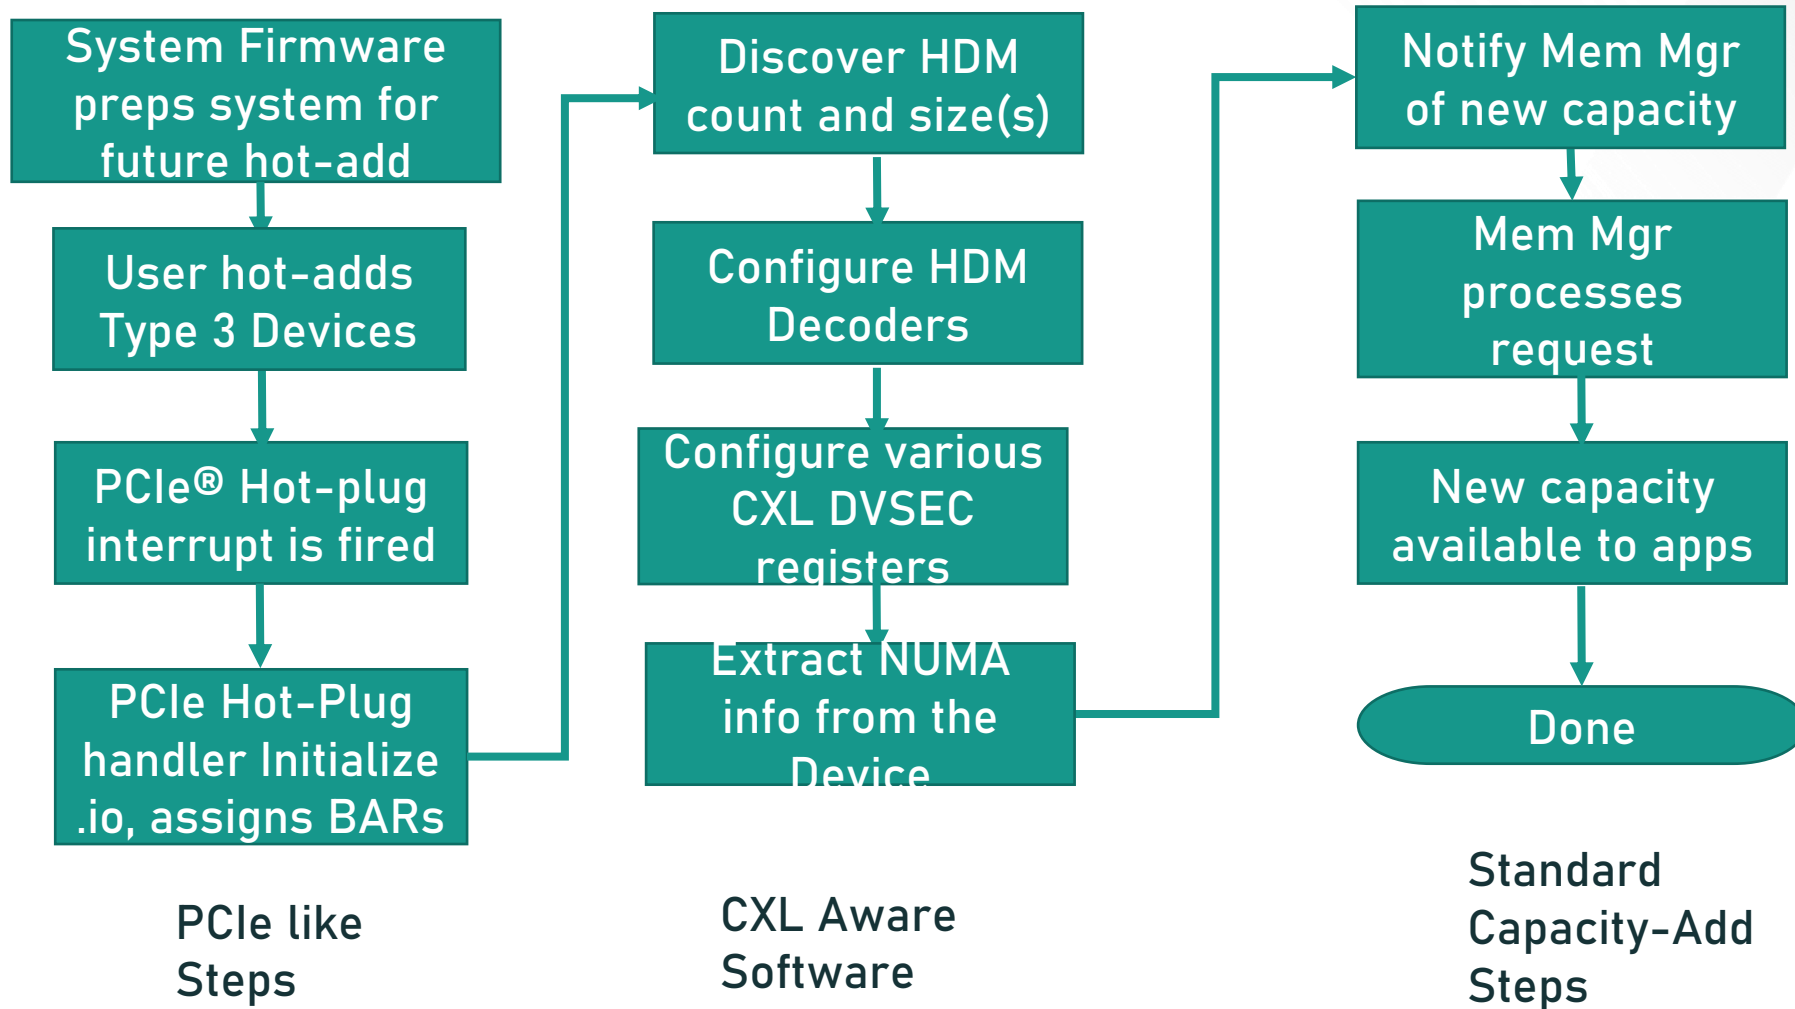 System Firmware
preps system for
future hot-add
User hot-adds
Type 3 Devices
PCIe® Hot-plug
interrupt is fired
PCIe Hot-Plug
handler Initialize
.io, assigns BARs
PCIe like
Steps
Discover HDM
count and size(s)
Configure HDM
Decoders
Configure various
CXL DVSEC
registers
Extract NUMA
info from the
Device
CXL Aware
Software
Notify Mem Mgr
of new capacity
Mem Mgr
processes
request
New capacity
available to apps
Done
Standard
Capacity-Add
Steps